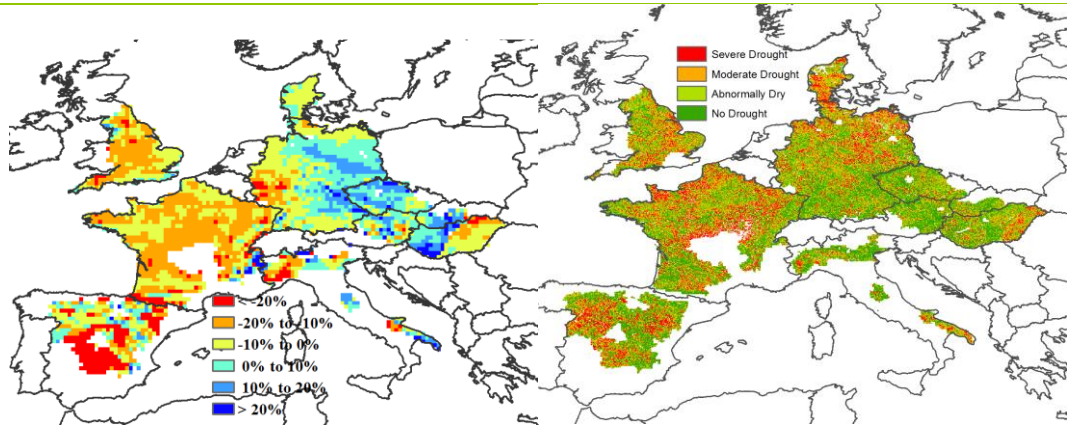 < -20%
-20% to -10%
-10% to 0%
0% to 10%
10% to 20%
> 20%
Severe Drought
Moderate Drought
Abnormally Dry
No Drought